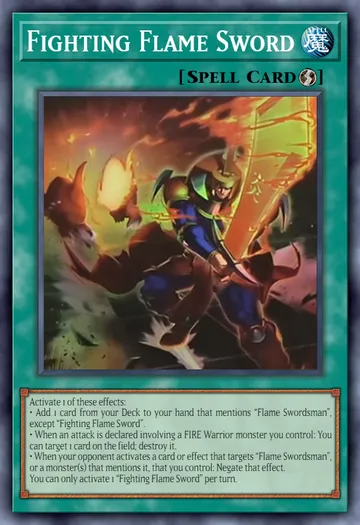 Fighting Flame Sword
魔
[Spell Card]
Activate 1 of these effects:
• Add 1 card from your Deck to your hand that mentions “Flame Swordsman”,
except “Fighting Flame Sword”.
• When an attack is declared involving a FIRE Warrior monster you control: You
can target 1 card on the field; destroy it.
• When your opponent activates a card or effect that targets “Flame Swordsman”,
or a monster(s) that mentions it, that you control: Negate that effect.
You can only activate 1 “Fighting Flame Sword” per turn.